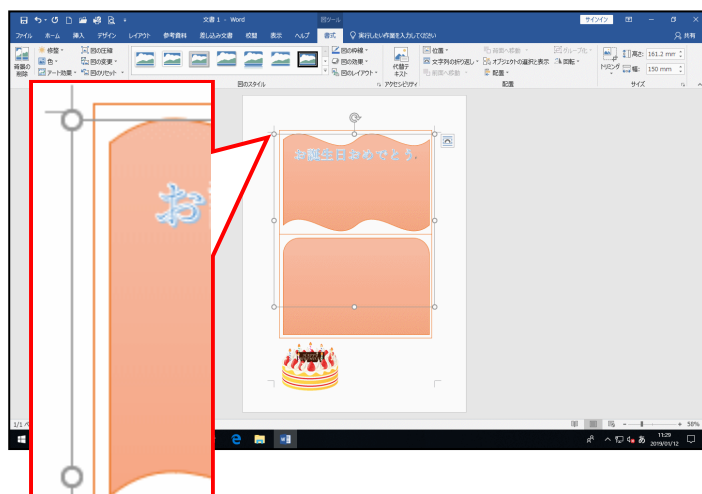 文書 1 - Word
図ツール
サインイン
ファイル ホーム 挿入 デザイン レイアウト 参考資料 差し込み文書 校閲 表示 ヘルプ 書式 実行したい作業を入力してください 共有
背景の
削除
修整
色
アート効果
図の圧縮
図の変更
図のリセット
図のスタイル
図の枠線
図の効果
図のレイアウト
代替テ
キスト
アクセシビリティ
位置
文字列の折り返し
前面へ移動
背面へ移動
オブジェクトの選択と表示
配置
グループ化
回転
配置
トリミング
高さ: 161.2 mm
幅: 150 mm
サイズ
お誕生日おめでとう
お
1/1
58%
あ
11:29
2019/01/12